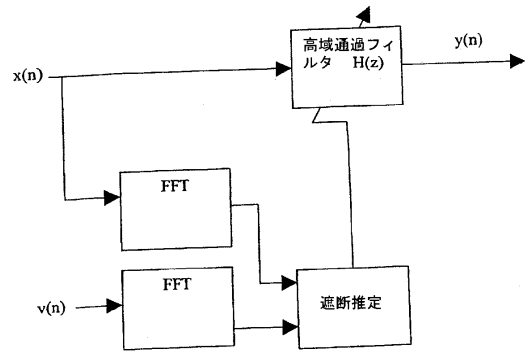 高域通過フィ
ルタ H(z)
y(n)
x(n)
FFT
FFT
v(n)
遮断推定